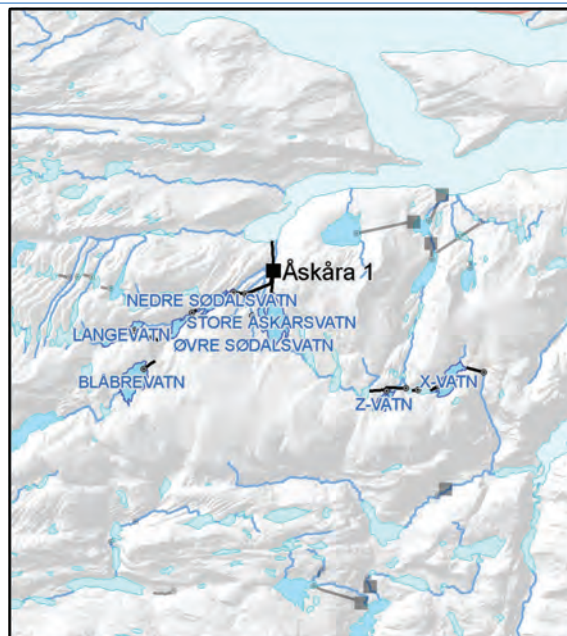 Åskåra 1
NEDRE SØDALSVATN
STORE ÅSKARSVATN
LANGEVATN
ØVRE SØDALSVATN
BLÅBREVATN
X-VATN
Z-VATN